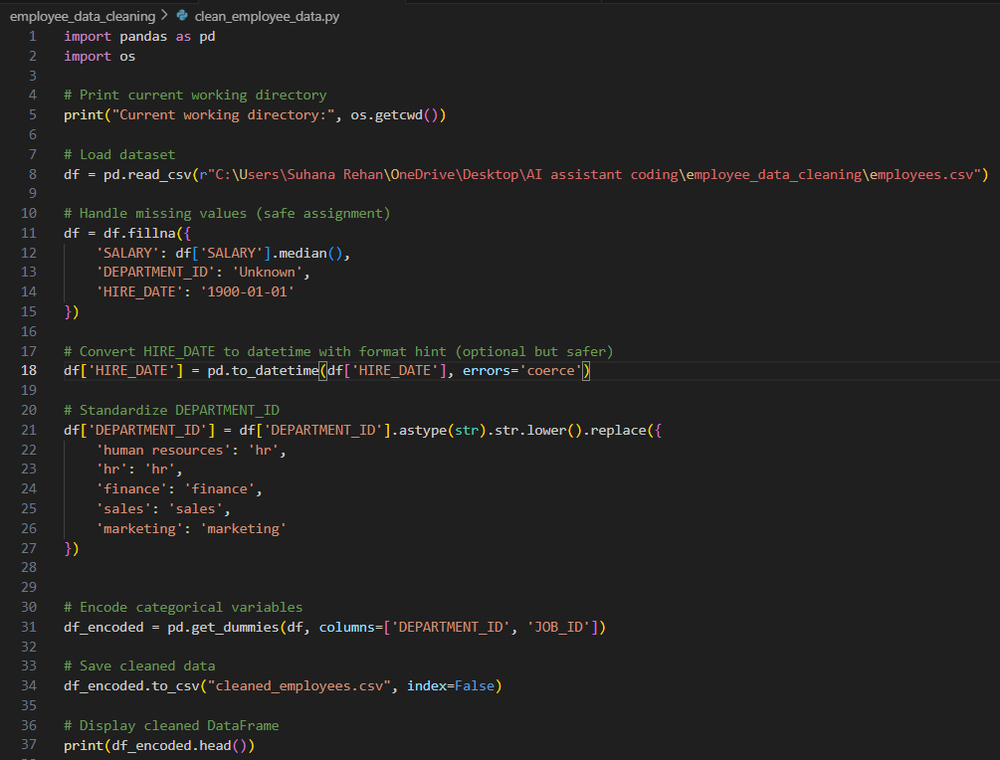 employee_data_cleaning > clean_employee_data.py
1 import pandas as pd
2 import os
3
4 # Print current working directory
5 print("Current working directory:", os.getcwd())
6
7 # Load dataset
8 df = pd.read_csv(r"C:\Users\Suhana Rehan\OneDrive\Desktop\AI assistant coding\employee_data_cleaning\employees.csv")
9
10 # Handle missing values (safe assignment)
11 df = df.fillna({
12     'SALARY': df['SALARY'].median(),
13     'DEPARTMENT_ID': 'Unknown',
14     'HIRE_DATE': '1900-01-01'
15 })
16
17 # Convert HIRE_DATE to datetime with format hint (optional but safer)
18 df['HIRE_DATE'] = pd.to_datetime(df['HIRE_DATE'], errors='coerce')
19
20 # Standardize DEPARTMENT_ID
21 df['DEPARTMENT_ID'] = df['DEPARTMENT_ID'].astype(str).str.lower().replace({
22     'human resources': 'hr',
23     'hr': 'hr',
24     'finance': 'finance',
25     'sales': 'sales',
26     'marketing': 'marketing'
27 })
28
29
30 # Encode categorical variables
31 df_encoded = pd.get_dummies(df, columns=['DEPARTMENT_ID', 'JOB_ID'])
32
33 # Save cleaned data
34 df_encoded.to_csv("cleaned_employees.csv", index=False)
35
36 # Display cleaned DataFrame
37 print(df_encoded.head())